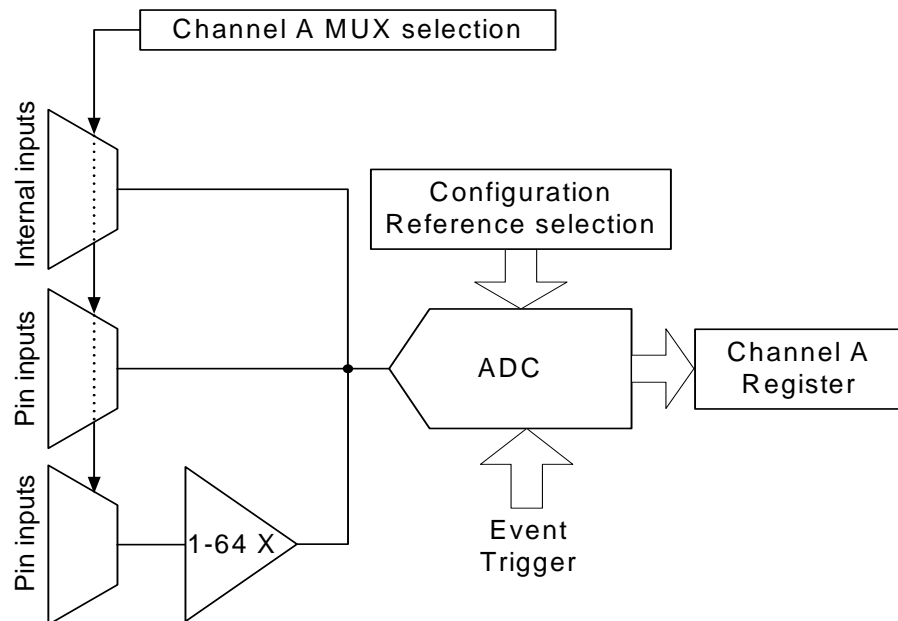 Channel A MUX selection
Internal inputs
Configuration
Reference selection
Pin inputs
ADC
Channel A
Register
Pin inputs
1-64 X
Event
Trigger